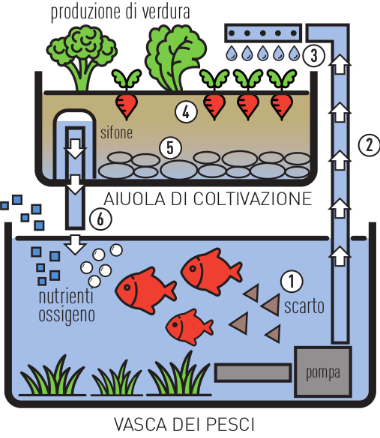 produzione di verdura
3
4
sifone
2
5
AIUOLA DI COLTIVAZIONE
6
1
nutrienti
ossigeno
scarto
pompa
VASCA DEI PESCI